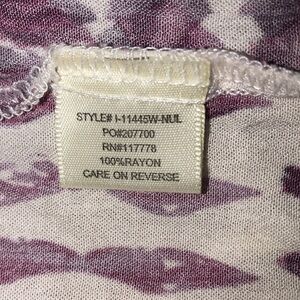 STYLE# I-11445W-NUL
PO#207700
RN#117778
100%RAYON
CARE ON REVERSE